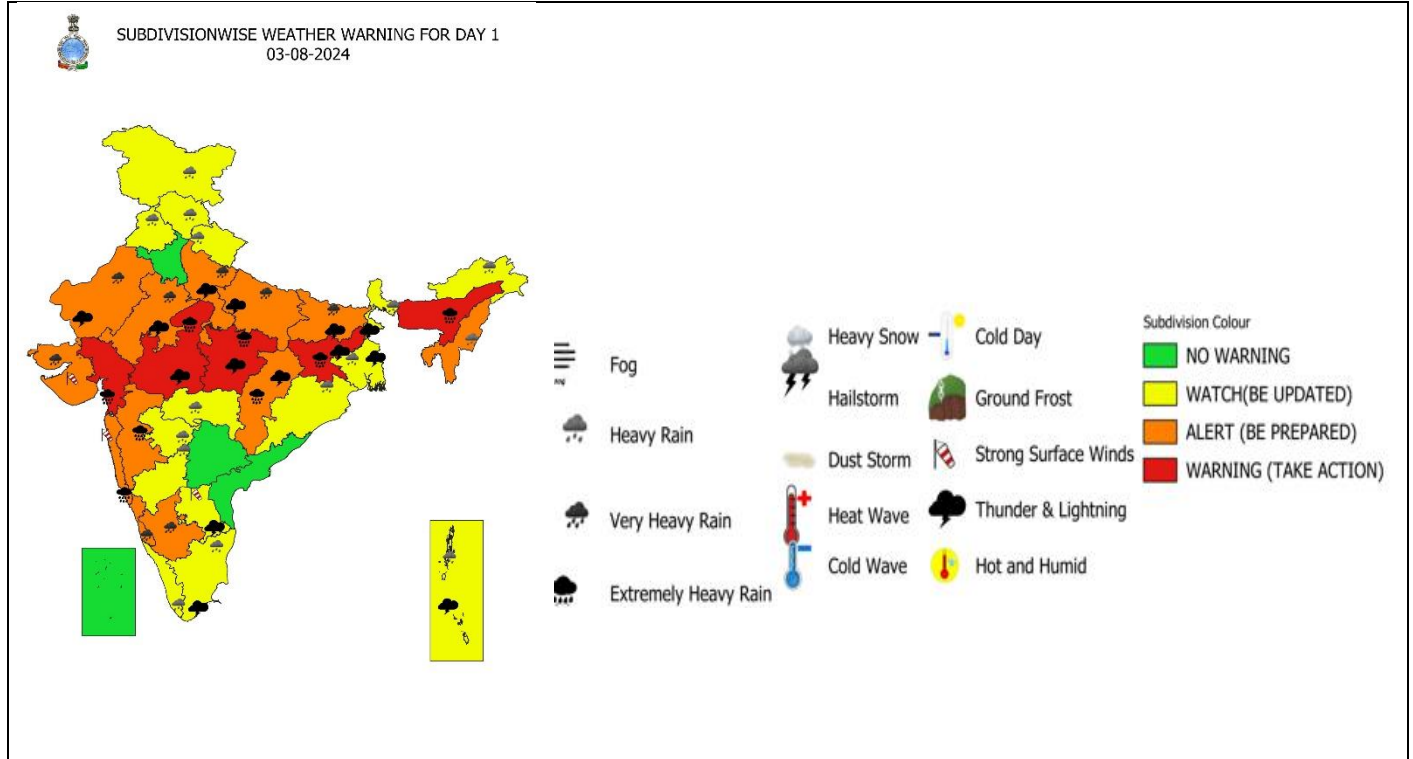 SUBDIVISIONWISE WEATHER WARNING FOR DAY 1
03-08-2024
Fog
Heavy Rain
Very Heavy Rain
Extremely Heavy Rain
Heavy Snow
Hailstorm
Dust Storm
Heat Wave
Cold Wave
Cold Day
Ground Frost
Strong Surface Winds
Thunder & Lightning
Hot and Humid
Subdivision Colour
NO WARNING
WATCH(BE UPDATED)
ALERT (BE PREPARED)
WARNING (TAKE ACTION)